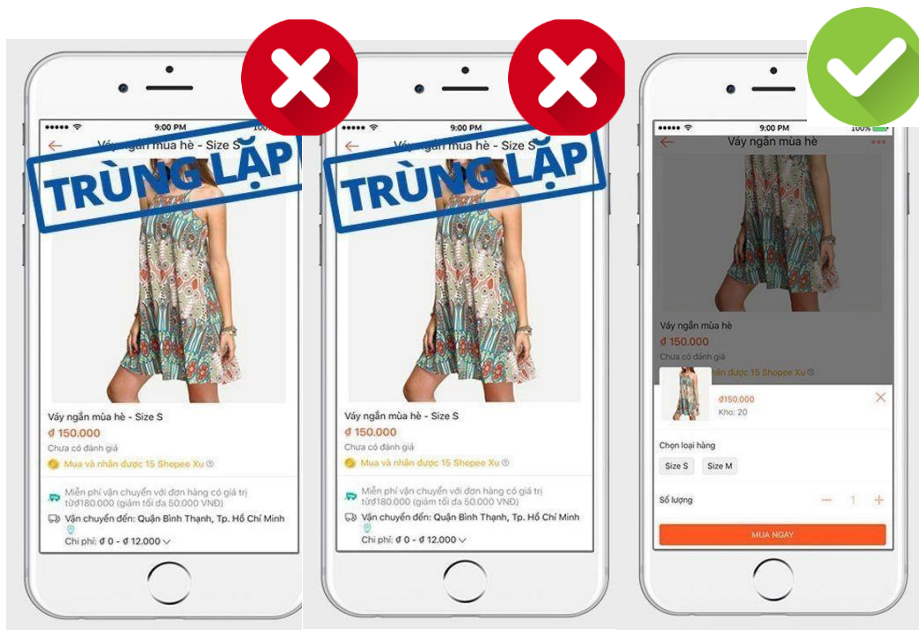 9:00 PM
Váy ngắn mùa hè - Size S
TRÙNG LẶP
Váy ngắn mùa hè - Size S
₫ 150.000
Chưa có đánh giá
Mua và nhận được 15 Shopee Xu
Miễn phí vận chuyển với đơn hàng có giá trị
từ₫180.000 (giảm tối đa 50.000 VNĐ)
Vận chuyển đến: Quận Bình Thạnh, Tp. Hồ Chí Minh
Chi phí: ₫ 0 - ₫ 12.000
9:00 PM
Váy ngắn mùa hè - Size S
TRÙNG LẶP
Váy ngắn mùa hè - Size S
₫ 150.000
Chưa có đánh giá
Mua và nhận được 15 Shopee Xu
Miễn phí vận chuyển với đơn hàng có giá trị
từ₫180.000 (giảm tối đa 50.000 VNĐ)
Vận chuyển đến: Quận Bình Thạnh, Tp. Hồ Chí Minh
Chi phí: ₫ 0 - ₫ 12.000
9:00 PM 100%
Váy ngắn mùa hè
Váy ngắn mùa hè
₫ 150.000
Chưa có đánh giá
nhận được 15 Shopee Xu
₫150.000
Kho: 20
Chọn loại hàng
Size S Size M
Số lượng 1
MUA NGAY